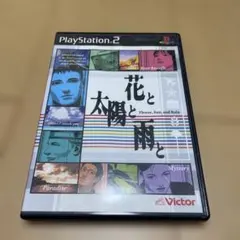 PlayStation®2
花と
太陽と
雨と
Flower, Sun, and Rain
Paradise
Mystery
Victor